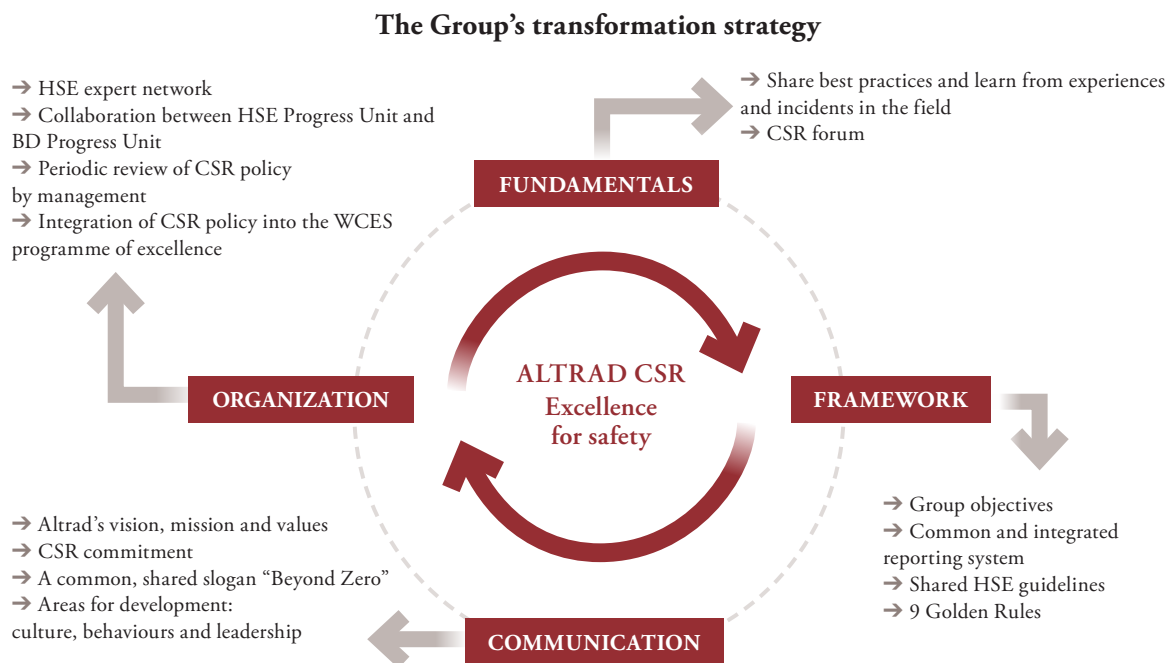 The Group’s transformation strategy
➔ HSE expert network
➔ Collaboration between HSE Progress Unit and
BD Progress Unit
➔ Periodic review of CSR policy
by management
➔ Integration of CSR policy into the WCES
programme of excellence
➔ Share best practices and learn from experiences
and incidents in the field
➔ CSR forum
FUNDAMENTALS
ORGANIZATION
ALTRAD CSR
Excellence
for safety
FRAMEWORK
➔ Altrad’s vision, mission and values
➔ CSR commitment
➔ A common, shared slogan “Beyond Zero”
➔ Areas for development:
culture, behaviours and leadership
➔ Group objectives
➔ Common and integrated
reporting system
➔ Shared HSE guidelines
➔ 9 Golden Rules
COMMUNICATION